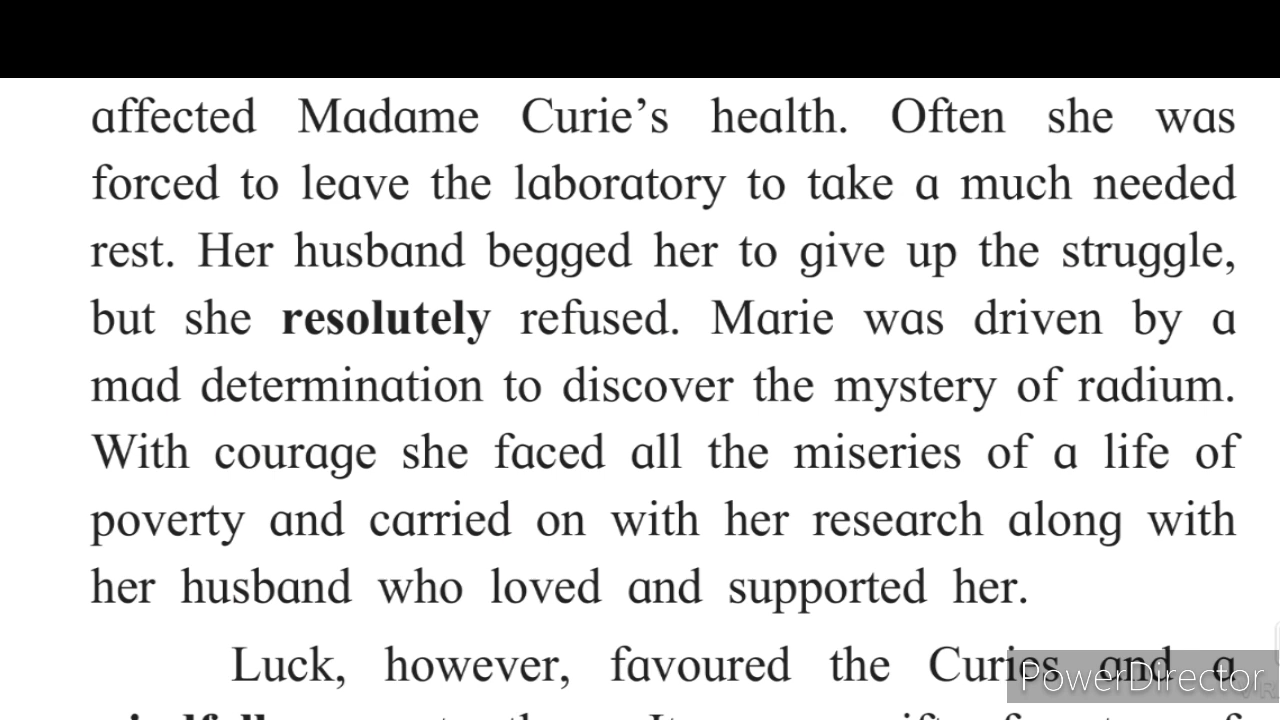 affected Madame Curie’s health. Often she was
forced to leave the laboratory to take a much needed
rest. Her husband begged her to give up the struggle,
but she resolutely refused. Marie was driven by a
mad determination to discover the mystery of radium.
With courage she faced all the miseries of a life of
poverty and carried on with her research along with
her husband who loved and supported her.
Luck, however, favoured the Curies and a
PowerDirector